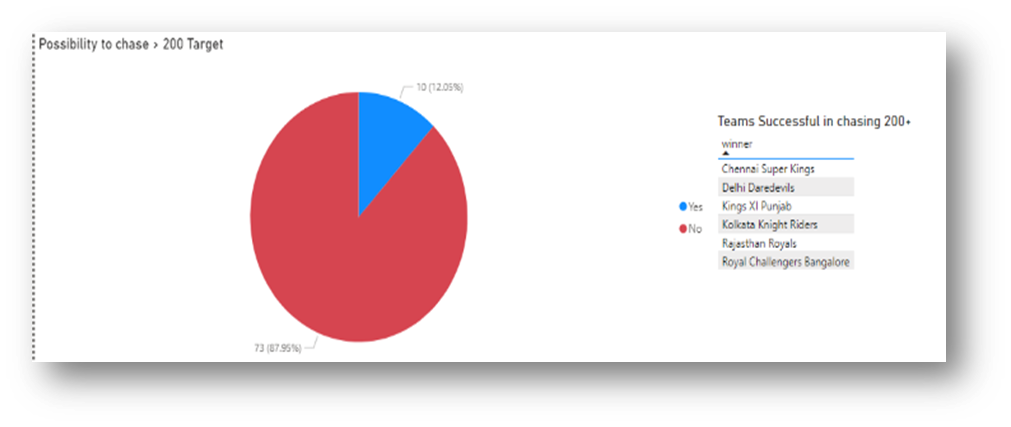 Possibility to chase > 200 Target
10 (12.05%)
73 (87.95%)
Yes
No
Teams Successful in chasing 200+
winner
Chennai Super Kings
Delhi Daredevils
Kings XI Punjab
Kolkata Knight Riders
Rajasthan Royals
Royal Challengers Bangalore